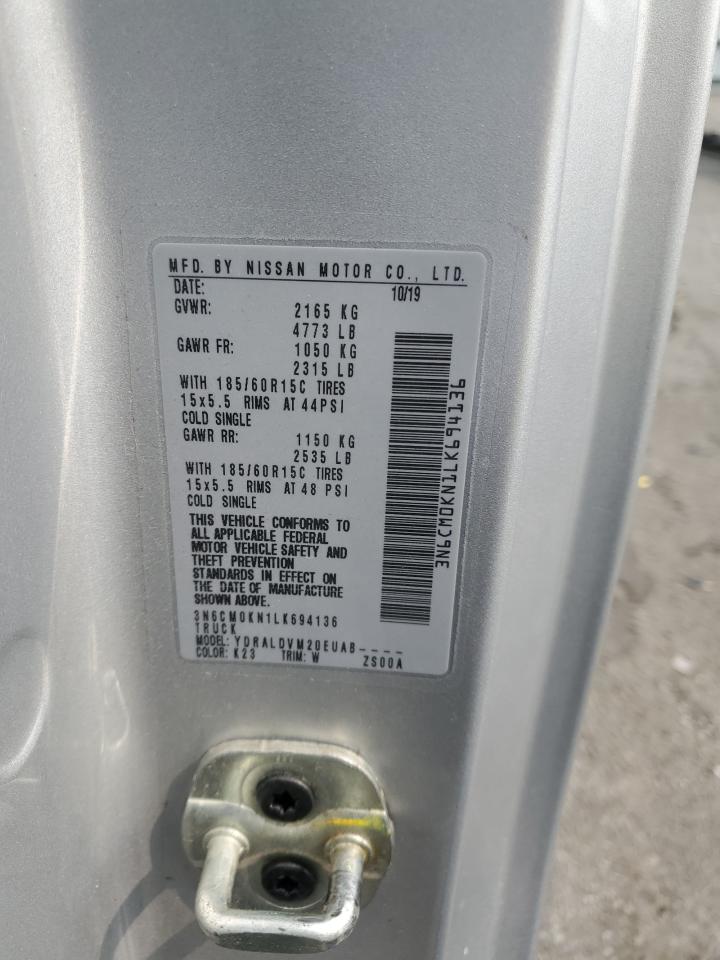 MFD. BY NISSAN MOTOR CO., LTD.
DATE: 10/19
GVWR: 2165 KG
4773 LB
GAWR FR: 1050 KG
2315 LB
WITH 185/60R15C TIRES
15x5.5 RIMS AT 44PSI
COLD SINGLE
GAWR RR: 1150 KG
2535 LB
WITH 185/60R15C TIRES
15x5.5 RIMS AT 48 PSI
COLD SINGLE
THIS VEHICLE CONFORMS TO
ALL APPLICABLE FEDERAL
MOTOR VEHICLE SAFETY AND
THEFT PREVENTION
STANDARDS IN EFFECT ON
THE DATE OF MANUFACTURE
SHOWN ABOVE.
3N6CM0KN1LK694136
TRUCK
MODEL: YDRALDVM20EUAB----
COLOR: K23 TRIM: W ZS00A
3N6CM0KN1LK694136